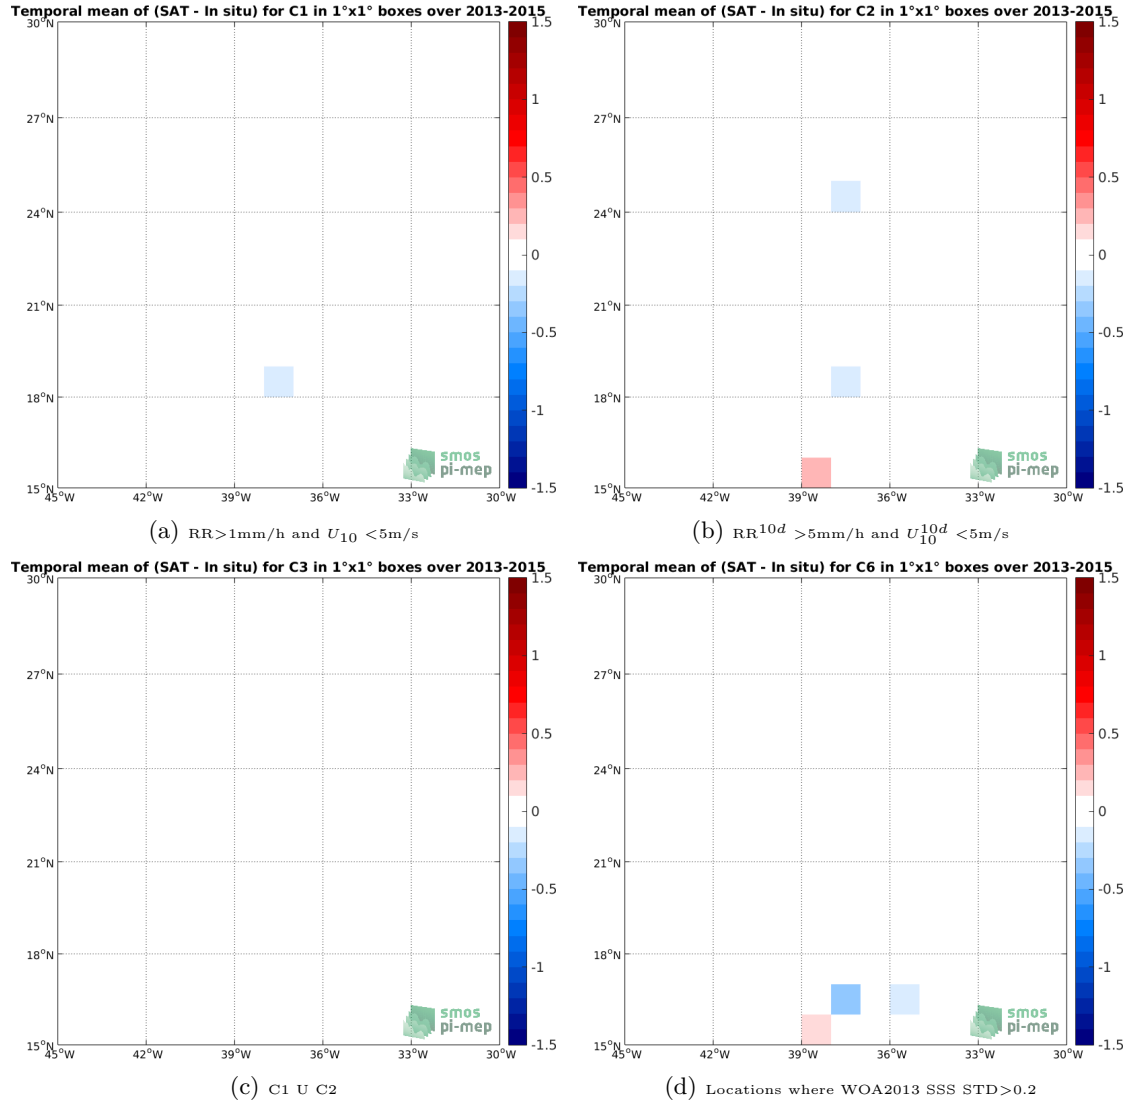 Temporal mean of (SAT - In situ) for C1 in 1°x1° boxes over 2013-2015
30°N
27°N
24°N
21°N
18°N
15°N
45°W 42°W 39°W 36°W 33°W 30°W
1.5
1
0.5
0
-0.5
-1
-1.5
smos
pi-mep
(a) RR>1mm/h and U10 <5m/s
Temporal mean of (SAT - In situ) for C2 in 1°x1° boxes over 2013-2015
30°N
27°N
24°N
21°N
18°N
15°N
45°W 42°W 39°W 36°W 33°W 30°W
1.5
1
0.5
0
-0.5
-1
-1.5
smos
pi-mep
(b) RR^10d >5mm/h and U_10^10d <5m/s
Temporal mean of (SAT - In situ) for C3 in 1°x1° boxes over 2013-2015
30°N
27°N
24°N
21°N
18°N
15°N
45°W 42°W 39°W 36°W 33°W 30°W
1.5
1
0.5
0
-0.5
-1
-1.5
smos
pi-mep
(c) C1 U C2
Temporal mean of (SAT - In situ) for C6 in 1°x1° boxes over 2013-2015
30°N
27°N
24°N
21°N
18°N
15°N
45°W 42°W 39°W 36°W 33°W 30°W
1.5
1
0.5
0
-0.5
-1
-1.5
smos
pi-mep
(d) Locations where WOA2013 SSS STD>0.2